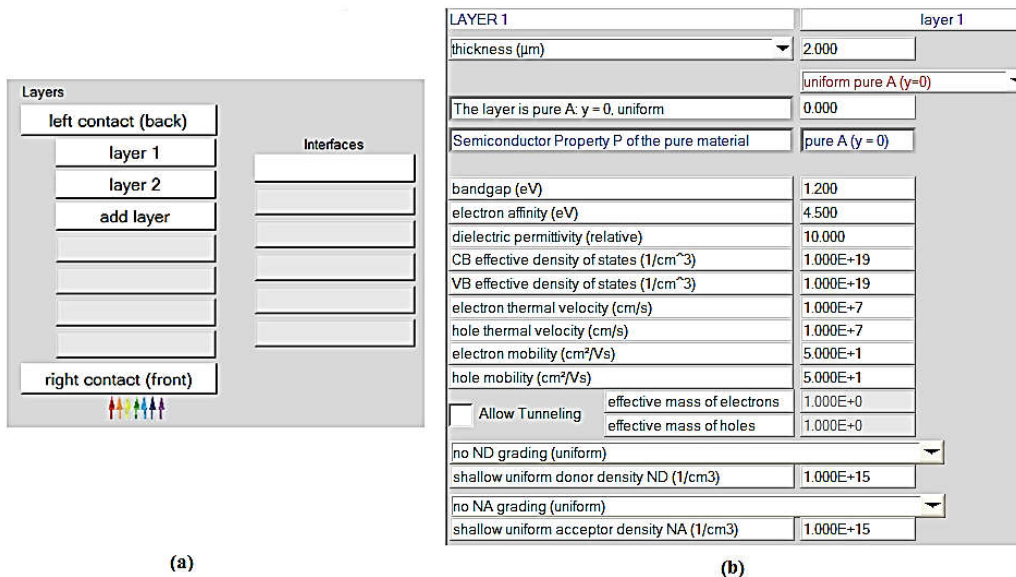 Layers
left contact (back)
Interfaces
layer 1
layer 2
add layer
right contact (front)
(a)
LAYER 1 layer 1
thickness (µm) 2.000
uniform pure A (y=0)
The layer is pure A: y = 0, uniform 0.000
Semiconductor Property P of the pure material pure A (y = 0)
bandgap (eV) 1.200
electron affinity (eV) 4.500
dielectric permittivity (relative) 10.000
CB effective density of states (1/cm^3) 1.000E+19
VB effective density of states (1/cm^3) 1.000E+19
electron thermal velocity (cm/s) 1.000E+7
hole thermal velocity (cm/s) 1.000E+7
electron mobility (cm²/Vs) 5.000E+1
hole mobility (cm²/Vs) 5.000E+1
Allow Tunneling
effective mass of electrons 1.000E+0
effective mass of holes 1.000E+0
no ND grading (uniform)
shallow uniform donor density ND (1/cm3) 1.000E+15
no NA grading (uniform)
shallow uniform acceptor density NA (1/cm3) 1.000E+15
(b)